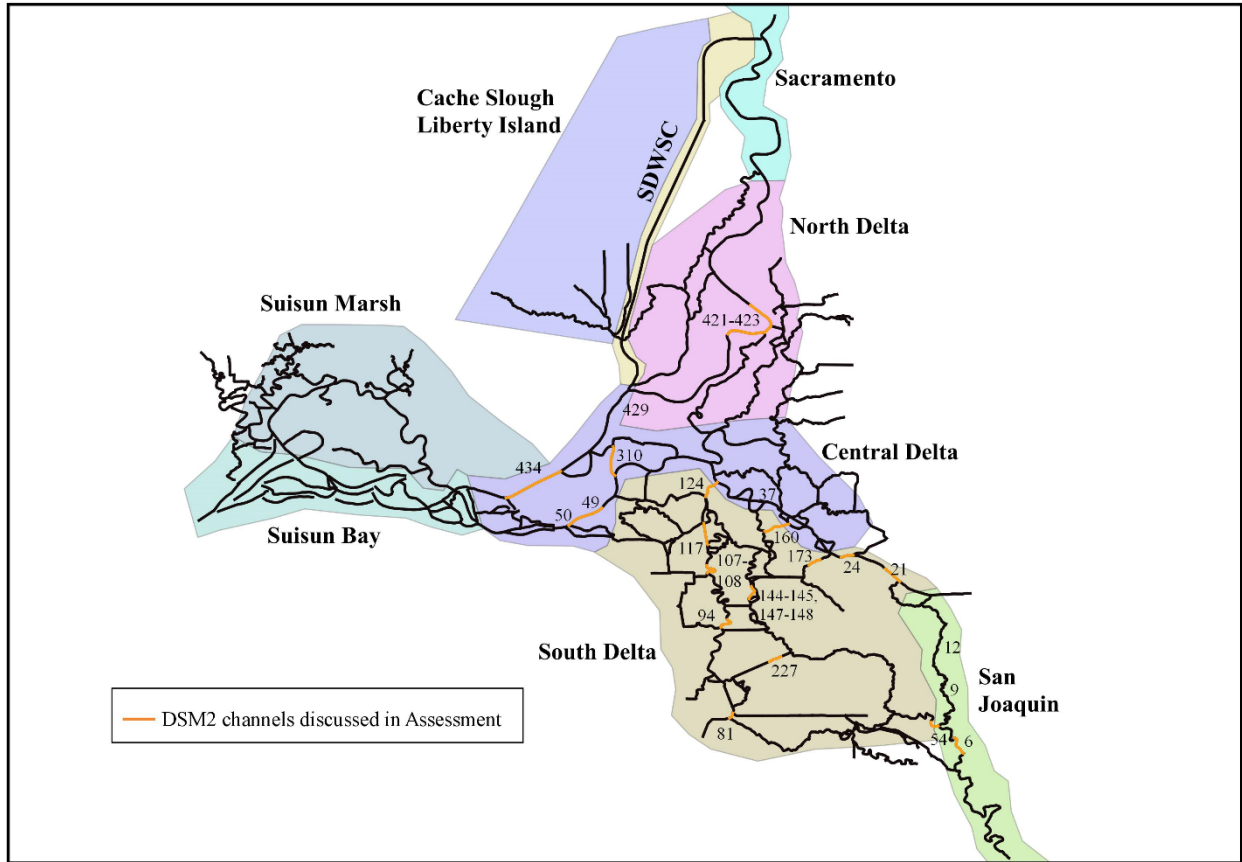 Sacramento
Cache Slough
Liberty Island
SDWSC
North Delta
Suisun Marsh
421-423
429
Central Delta
434
310
124
37
49
50
Suisun Bay
160
117
107-
108
173
24
21
144-145,
147-148
94
South Delta
12
227
9
San
Joaquin
DSM2 channels discussed in Assessment
81
54
6